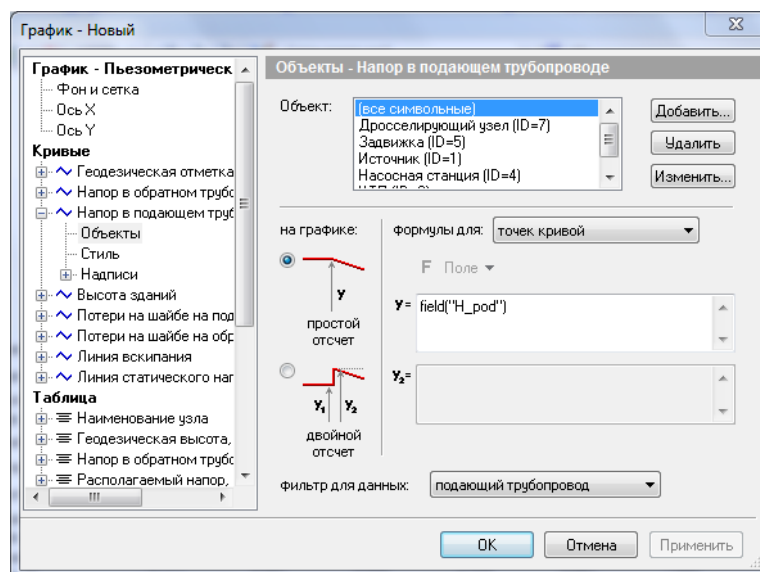 График - Новый
График - Пьезометрическ
Фон и сетка
Ось X
Ось Y
Кривые
Геодезическая отметка
Напор в обратном трубо
Напор в подающем труб
Объекты
Стиль
Надписи
Высота зданий
Потери на шайбе на под
Потери на шайбе на обр
Линия вскипания
Линия статического нап
Таблица
Наименование узла
Геодезическая высота,
Напор в обратном трубо
Располагаемый напор,
Объекты - Напор в подающем трубопроводе
Объект:
(все символьные)
Дросселирующий узел (ID=7)
Задвижка (ID=5)
Источник (ID=1)
Насосная станция (ID=4)
Добавить...
Удалить
Изменить...
на графике:
формулы для:
точек кривой
F Поле
Y
простой
отсчет
Y= field("H_pod")
Y1 Y2
двойной
отсчет
Y2=
фильтр для данных:
подающий трубопровод
OK
Отмена
Применить